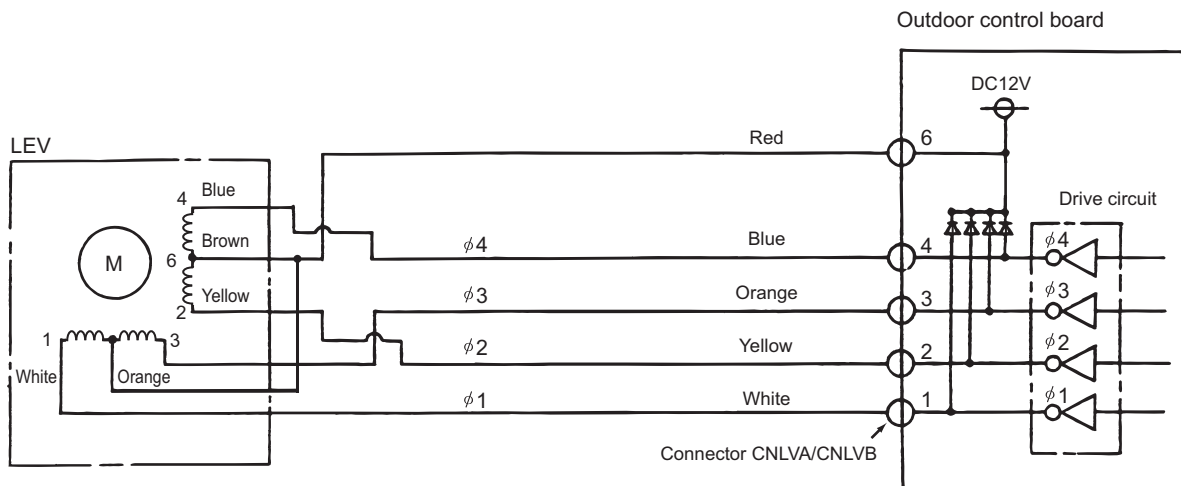 Outdoor control board
DC12V
LEV
Red
6
4
Blue
Drive circuit
Brown
6
M
Yellow
2
ϕ4
Blue
4
ϕ4
ϕ3
Orange
3
ϕ3
1
3
ϕ2
Yellow
2
ϕ2
White
Orange
ϕ1
White
1
ϕ1
Connector CNLVA/CNLVB